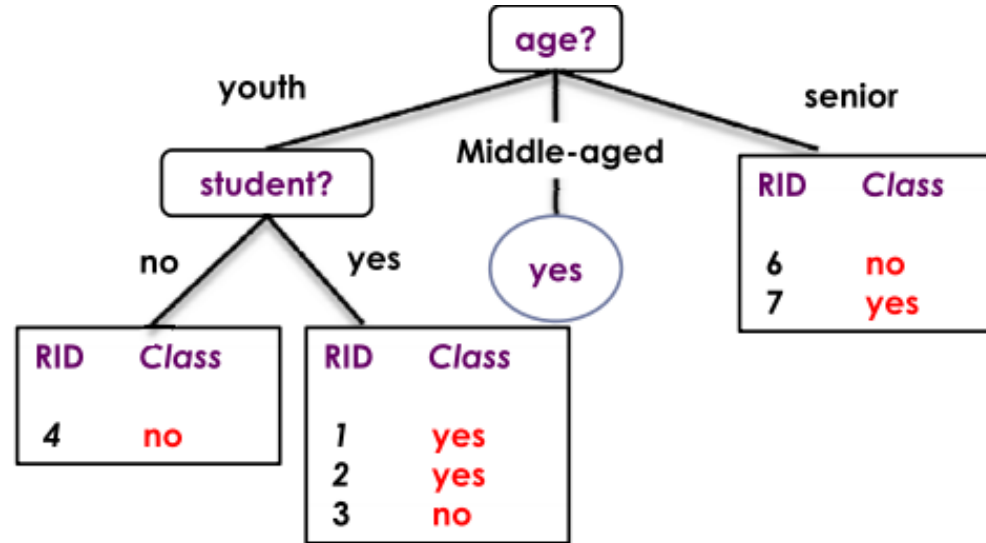 age?
youth
senior
Middle-aged
student?
no
yes
yes
RID Class
6 no
7 yes
RID Class
4 no
RID Class
1 yes
2 yes
3 no